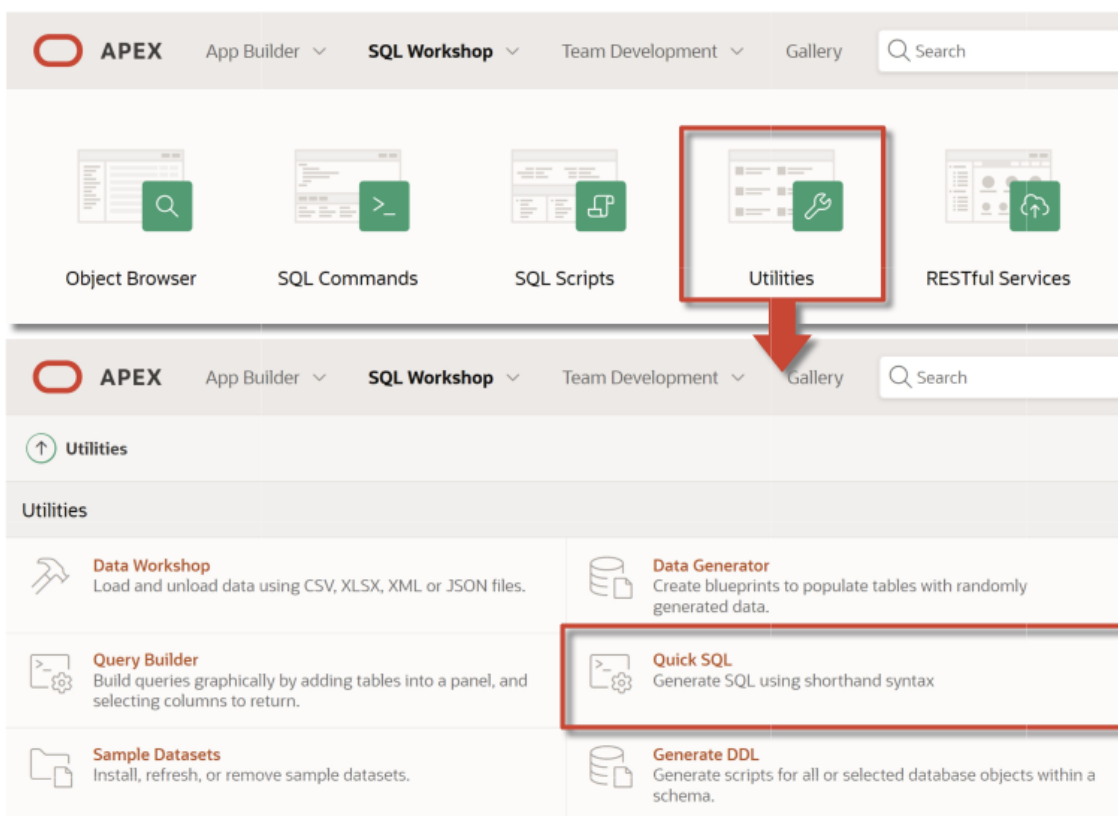 APEX App Builder SQL Workshop Team Development Gallery Search
>_
Object Browser SQL Commands SQL Scripts Utilities RESTful Services
APEX App Builder SQL Workshop Team Development Gallery Search
Utilities
Utilities
Data Workshop
Load and unload data using CSV, XLSX, XML or JSON files.
Data Generator
Create blueprints to populate tables with randomly
generated data.
>_
Query Builder
Build queries graphically by adding tables into a panel, and
selecting columns to return.
>_
Quick SQL
Generate SQL using shorthand syntax
Sample Datasets
Install, refresh, or remove sample datasets.
Generate DDL
Generate scripts for all or selected database objects within a
schema.